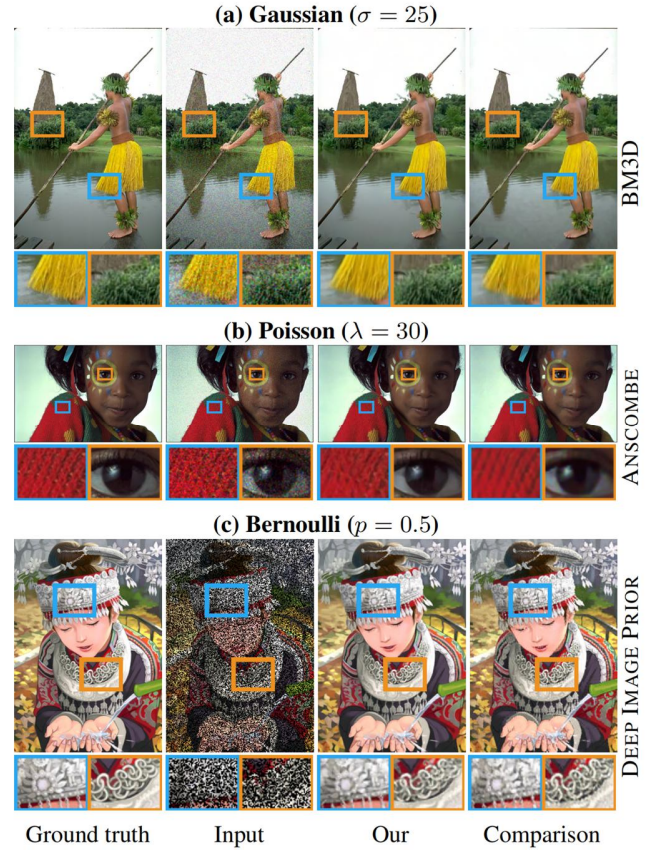 (a) Gaussian (σ = 25)
BM3D
(b) Poisson (λ = 30)
ANSCOMBE
(c) Bernoulli (p = 0.5)
DEEP IMAGE PRIOR
Ground truth Input Our Comparison